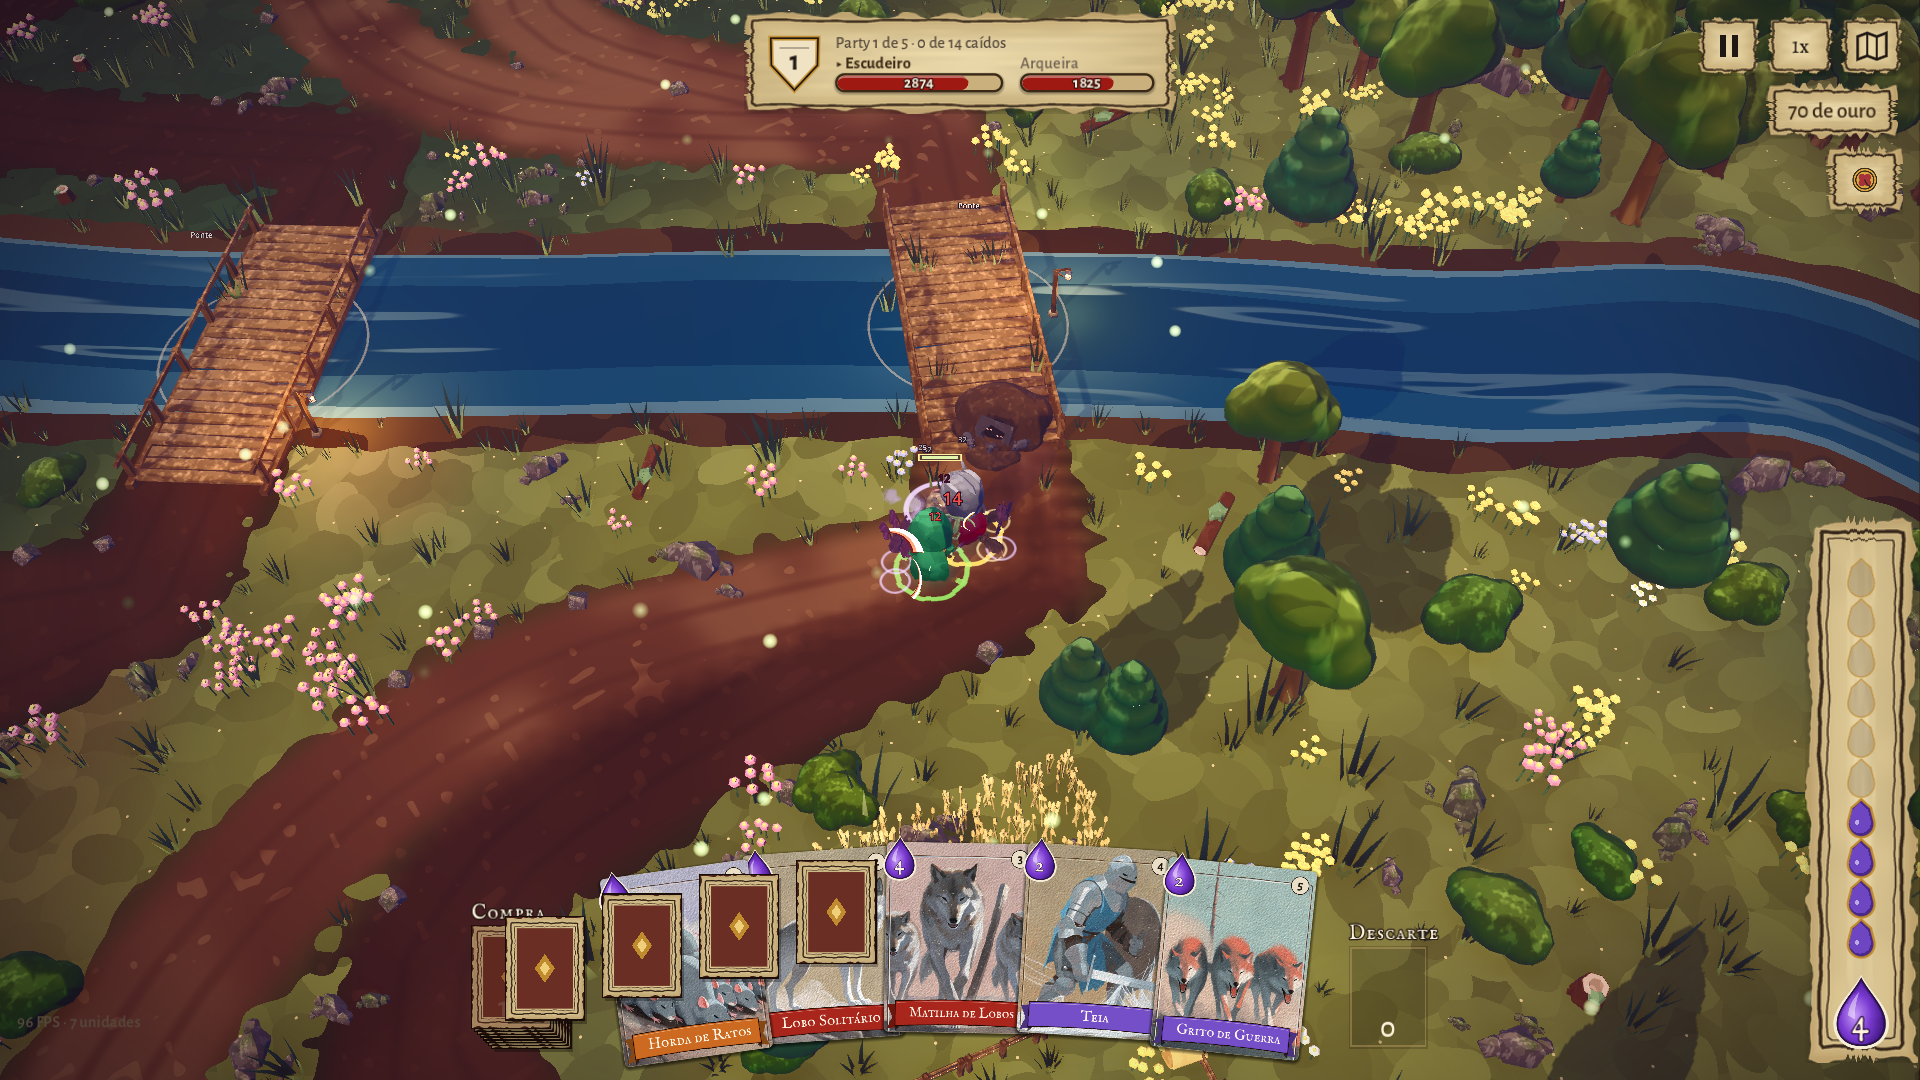 Party 1 de 5 · 0 de 14 caídos
1
▸ Escudeiro
Arqueira
2874
1825
1x
70 de ouro
Ponte
Ponte
32
12
14
12
Compra
4
3
2
4
2
5
Horda de Ratos
Lobo Solitário
Matilha de Lobos
Teia
Grito de Guerra
Descarte
0
4
96 FPS · 7 unidades